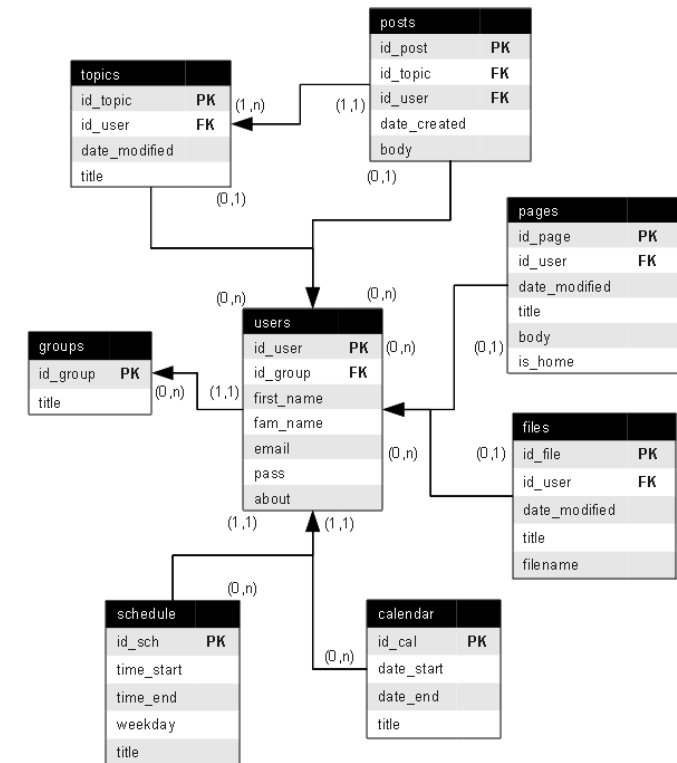 posts
id_post PK
id_topic FK
id_user FK
date_created
body
topics
id_topic PK
id_user FK
date_modified
title
(1,n)
(1,1)
(0,1)
(0,1)
pages
id_page PK
id_user FK
date_modified
title
body
is_home
(0,n)
(0,n)
users
id_user PK
id_group FK
first_name
fam_name
email
pass
about
(0,n)
(0,1)
groups
id_group PK
title
(0,n)
(1,1)
files
id_file PK
id_user FK
date_modified
title
filename
(0,n)
(0,1)
(1,1)
(1,1)
(0,n)
schedule
id_sch PK
time_start
time_end
weekday
title
calendar
id_cal PK
date_start
date_end
title
(0,n)